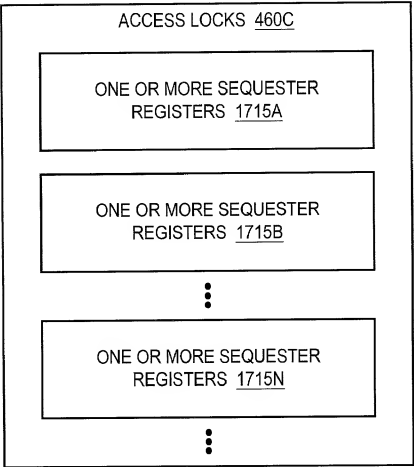 ACCESS LOCKS 460C
ONE OR MORE SEQUESTER
REGISTERS 1715A
ONE OR MORE SEQUESTER
REGISTERS 1715B
ONE OR MORE SEQUESTER
REGISTERS 1715N